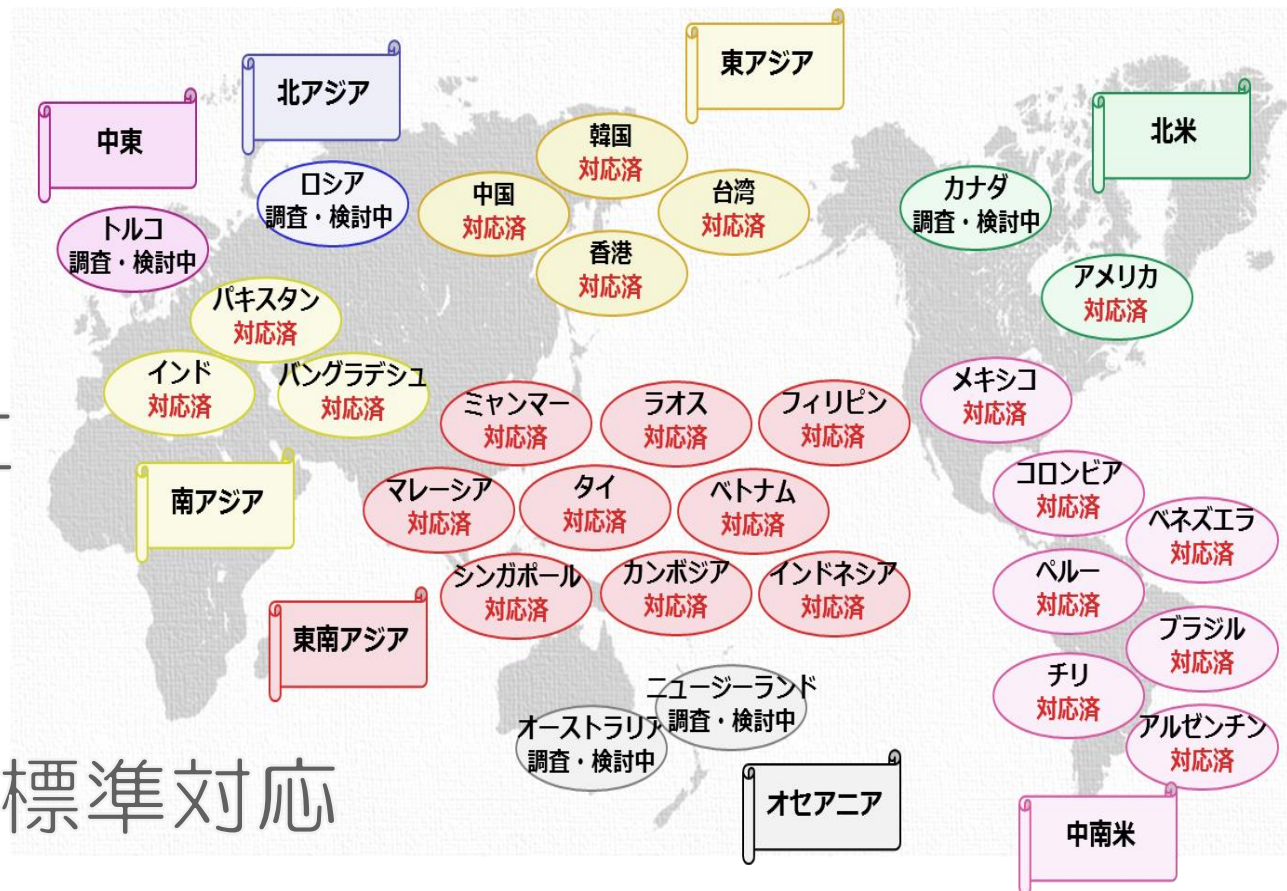 東アジア
北アジア
中東
北米
韓国
対応済
ロシア
調査・検討中
中国
対応済
台湾
対応済
カナダ
調査・検討中
トルコ
調査・検討中
香港
対応済
アメリカ
対応済
パキスタン
対応済
インド
対応済
バングラデシュ
対応済
ミャンマー
対応済
ラオス
対応済
フィリピン
対応済
メキシコ
対応済
南アジア
マレーシア
対応済
タイ
対応済
ベトナム
対応済
コロンビア
対応済
ベネズエラ
対応済
シンガポール
対応済
カンボジア
対応済
インドネシア
対応済
ペルー
対応済
東南アジア
ブラジル
対応済
チリ
対応済
ニュージーランド
調査・検討中
オーストラリア
調査・検討中
アルゼンチン
対応済
標準対応
オセアニア
中南米